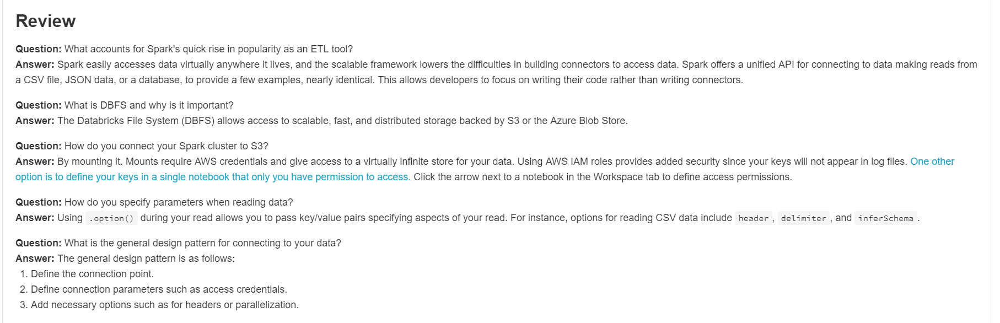 Review
Question: What accounts for Spark's quick rise in popularity as an ETL tool?
Answer: Spark easily accesses data virtually anywhere it lives, and the scalable framework lowers the difficulties in building connectors to access data. Spark offers a unified API for connecting to data making reads from
a CSV file, JSON data, or a database, to provide a few examples, nearly identical. This allows developers to focus on writing their code rather than writing connectors.
Question: What is DBFS and why is it important?
Answer: The Databricks File System (DBFS) allows access to scalable, fast, and distributed storage backed by S3 or the Azure Blob Store.
Question: How do you connect your Spark cluster to S3?
Answer: By mounting it. Mounts require AWS credentials and give access to a virtually infinite store for your data. Using AWS IAM roles provides added security since your keys will not appear in log files. One other
option is to define your keys in a single notebook that only you have permission to access. Click the arrow next to a notebook in the Workspace tab to define access permissions.
Question: How do you specify parameters when reading data?
Answer: Using .option() during your read allows you to pass key/value pairs specifying aspects of your read. For instance, options for reading CSV data include header, delimiter, and inferSchema.
Question: What is the general design pattern for connecting to your data?
Answer: The general design pattern is as follows:
1. Define the connection point.
2. Define connection parameters such as access credentials.
3. Add necessary options such as for headers or parallelization.